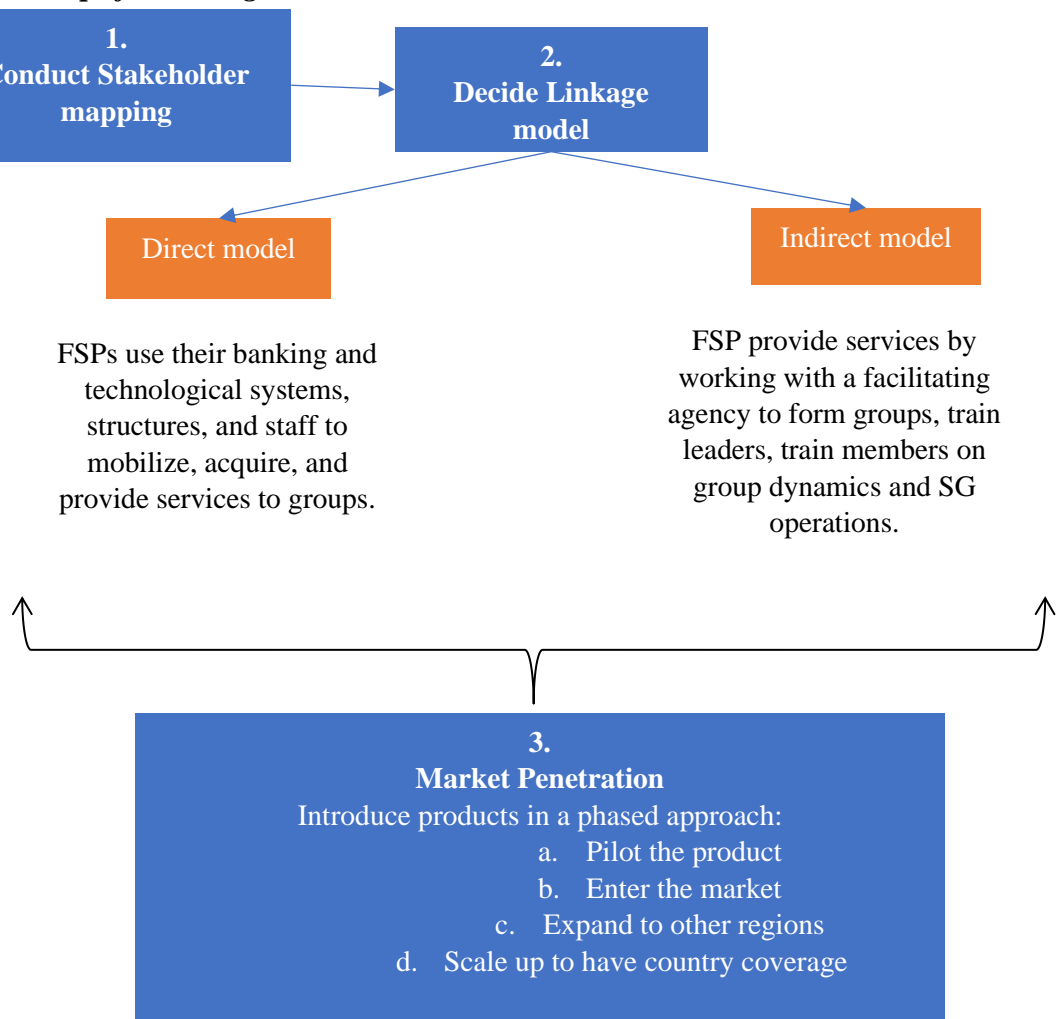 1.
Conduct Stakeholder
mapping
2.
Decide Linkage
model
Direct model
Indirect model
FSPs use their banking and
technological systems,
structures, and staff to
mobilize, acquire, and
provide services to groups.
FSP provide services by
working with a facilitating
agency to form groups, train
leaders, train members on
group dynamics and SG
operations.
3.
Market Penetration
Introduce products in a phased approach:
a. Pilot the product
b. Enter the market
c. Expand to other regions
d. Scale up to have country coverage